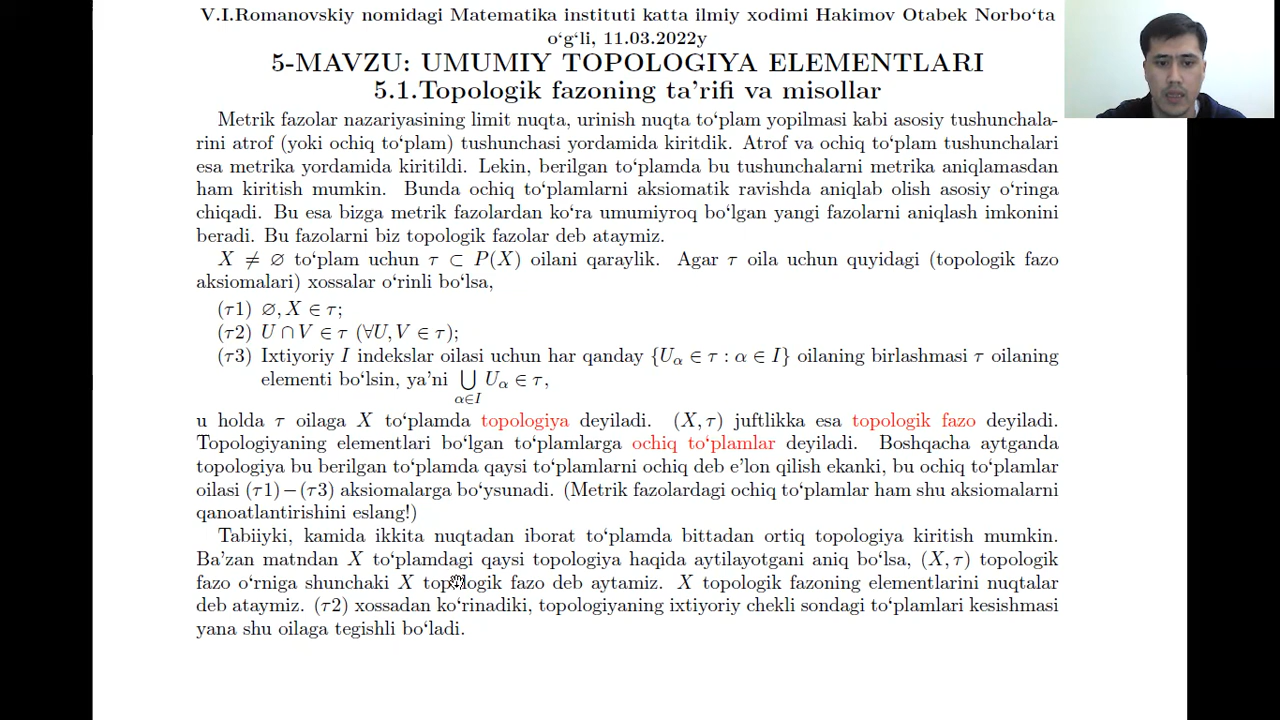 V.I.Romanovskiy nomidagi Matematika instituti katta ilmiy xodimi Hakimov Otabek Norbo‘ta
o‘g‘li, 11.03.2022y
5-MAVZU: UMUMIY TOPOLOGIYA ELEMENTLARI
5.1.Topologik fazoning ta’rifi va misollar
Metrik fazolar nazariyasining limit nuqta, urinish nuqta to‘plam yopilmasi kabi asosiy tushunchala-
rini atrof (yoki ochiq to‘plam) tushunchasi yordamida kiritdik. Atrof va ochiq to‘plam tushunchalari
esa metrika yordamida kiritildi. Lekin, berilgan to‘plamda bu tushunchalarni metrika aniqlamasdan
ham kiritish mumkin. Bunda ochiq to‘plamlarni aksiomatik ravishda aniqlab olish asosiy o‘ringa
chiqadi. Bu esa bizga metrik fazolardan ko‘ra umumiyroq bo‘lgan yangi fazolarni aniqlash imkonini
beradi. Bu fazolarni biz topologik fazolar deb ataymiz.
X ≠ ∅ to‘plam uchun τ ⊂ P(X) oilani qaraylik. Agar τ oila uchun quyidagi (topologik fazo
aksiomalari) xossalar o‘rinli bo‘lsa,
(τ1) ∅, X ∈ τ;
(τ2) U ∩ V ∈ τ (∀U, V ∈ τ);
(τ3) Ixtiyoriy I indekslar oilasi uchun har qanday {Uα ∈ τ : α ∈ I} oilaning birlashmasi τ oilaning
elementi bo‘lsin, ya’ni ⋃ Uα ∈ τ,
α∈I
u holda τ oilaga X to‘plamda topologiya deyiladi. (X, τ) juftlikka esa topologik fazo deyiladi.
Topologiyaning elementlari bo‘lgan to‘plamlarga ochiq to‘plamlar deyiladi. Boshqacha aytganda
topologiya bu berilgan to‘plamda qaysi to‘plamlarni ochiq deb e’lon qilish ekanki, bu ochiq to‘plamlar
oilasi (τ1)−(τ3) aksiomalarga bo‘ysunadi. (Metrik fazolardagi ochiq to‘plamlar ham shu aksiomalarni
qanoatlantirishini eslang!)
Tabiiyki, kamida ikkita nuqtadan iborat to‘plamda bittadan ortiq topologiya kiritish mumkin.
Ba’zan matndan X to‘plamdagi qaysi topologiya haqida aytilayotgani aniq bo‘lsa, (X, τ) topologik
fazo o‘rniga shunchaki X topologik fazo deb aytamiz. X topologik fazoning elementlarini nuqtalar
deb ataymiz. (τ2) xossadan ko‘rinadiki, topologiyaning ixtiyoriy chekli sondagi to‘plamlari kesishmasi
yana shu oilaga tegishli bo‘ladi.